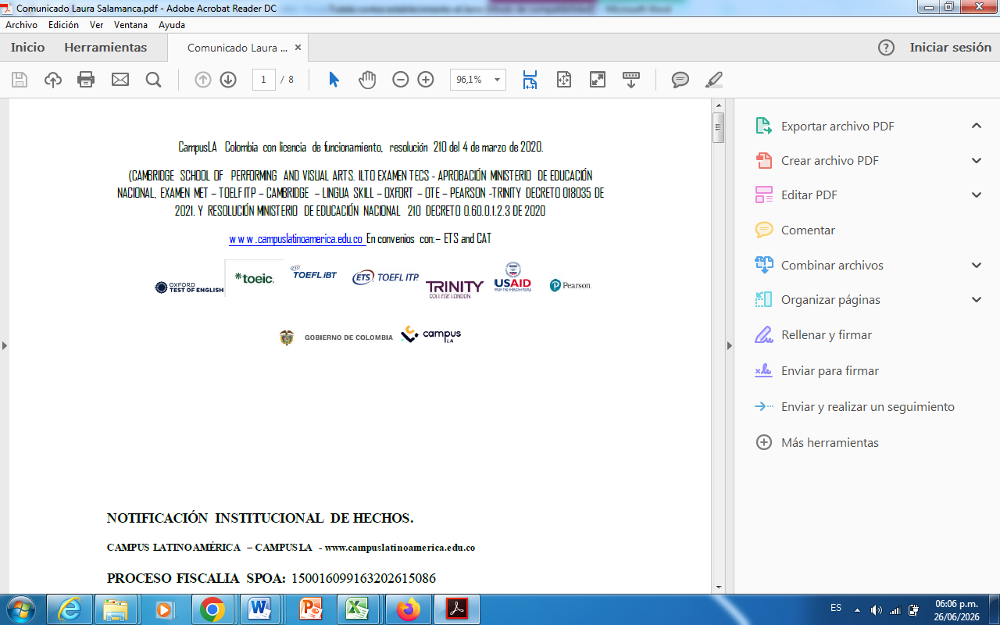 Comunicado Laura Salamanca.pdf - Adobe Acrobat Reader DC
Archivo Edición Ver Ventana Ayuda
Inicio Herramientas Comunicado Laura ... × ? Iniciar sesión
1 / 8 96,1%
CampusLA Colombia con licencia de funcionamiento, resolución 210 del 4 de marzo de 2020.
(CAMBRIDGE SCHOOL OF PERFORMING AND VISUAL ARTS. ILTO EXAMEN TECS - APROBACIÓN MINISTERIO DE EDUCACIÓN
NACIONAL, EXAMEN MET – TOELF ITP – CAMBRIDGE – LINGUA SKILL – OXFORT – OTE – PEARSON -TRINITY DECRETO 018035 DE
2021. Y RESOLUCIÓN MINISTERIO DE EDUCACIÓN NACIONAL 210 DECRETO 0.60.0.1.2.3 DE 2020
w w w .campuslatinoamerica.edu.co En convenios con:– ETS and CAT
OXFORD
TEST OF ENGLISH
toeic.
ETS
TOEFL iBT
ETS TOEFL ITP.
TRINITY
COLLEGE LONDON
USAID
FROM THE AMERICAN PEOPLE
Pearson
GOBIERNO DE COLOMBIA
campus
LA
NOTIFICACIÓN INSTITUCIONAL DE HECHOS.
CAMPUS LATINOAMÉRICA – CAMPUSLA - www.campuslatinoamerica.edu.co
PROCESO FISCALIA SPOA: 150016099163202615086
Exportar archivo PDF
Crear archivo PDF
Editar PDF
Comentar
Combinar archivos
Organizar páginas
Rellenar y firmar
Enviar para firmar
Enviar y realizar un seguimiento
Más herramientas
ES
06:06 p.m.
26/06/2026